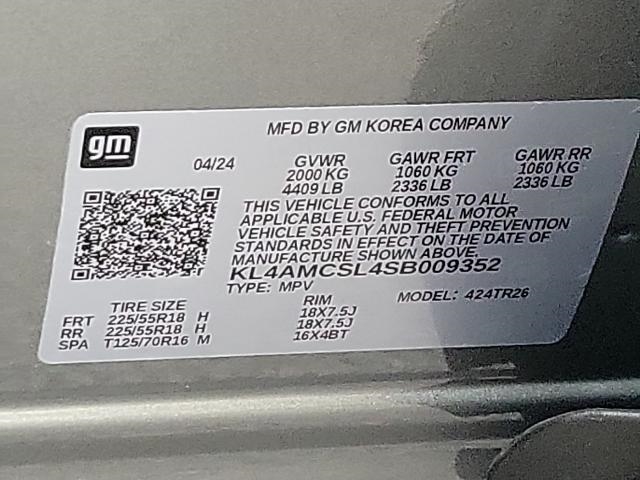 gm
MFD BY GM KOREA COMPANY
04/24 GVWR GAWR FRT GAWR RR
2000 KG 1060 KG 1060 KG
4409 LB 2336 LB 2336 LB
THIS VEHICLE CONFORMS TO ALL
APPLICABLE U.S. FEDERAL MOTOR
VEHICLE SAFETY AND THEFT PREVENTION
STANDARDS IN EFFECT ON THE DATE OF
MANUFACTURE SHOWN ABOVE.
KL4AMCSL4SB009352
TYPE: MPV MODEL: 424TR26
TIRE SIZE RIM
FRT 225/55R18 H 18X7.5J
RR 225/55R18 H 18X7.5J
SPA T125/70R16 M 16X4BT